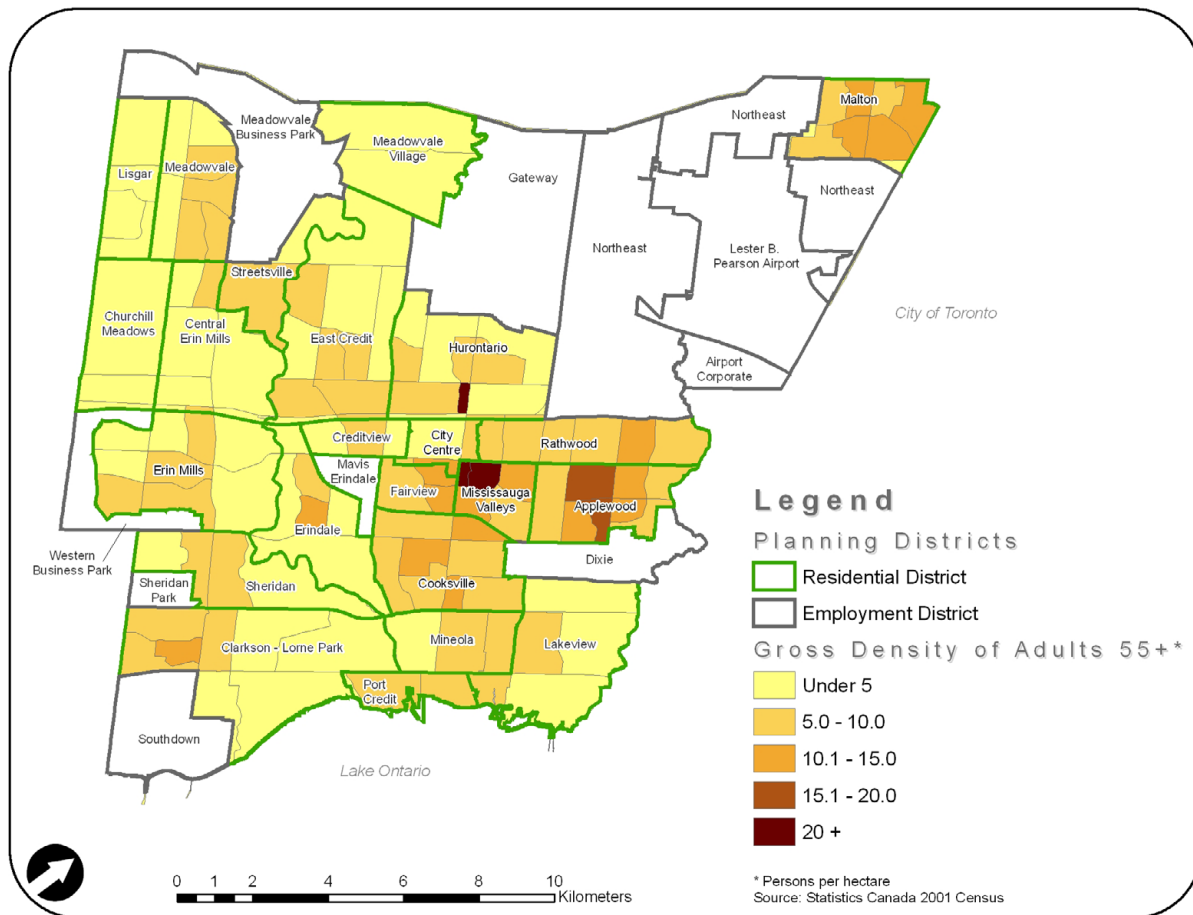 Malton
Northeast
Meadowvale
Business Park
Meadowvale
Village
Lisgar
Meadowvale
Gateway
Northeast
Northeast
Lester B.
Pearson Airport
Streetsville
Churchill
Meadows
Central
Erin Mills
East Credit
Hurontario
City of Toronto
Airport
Corporate
Creditview
City
Centre
Rathwood
Erin Mills
Mavis
Erindale
Fairview
Mississauga
Valleys
Applewood
Erindale
Western
Business Park
Dixie
Sheridan
Park
Sheridan
Cooksville
Clarkson - Lorne Park
Mineola
Lakeview
Port
Credit
Southdown
Lake Ontario
Legend
Planning Districts
Residential District
Employment District
Gross Density of Adults 55+*
Under 5
5.0 - 10.0
10.1 - 15.0
15.1 - 20.0
20 +
0 1 2 4 6 8 10
Kilometers
* Persons per hectare
Source: Statistics Canada 2001 Census